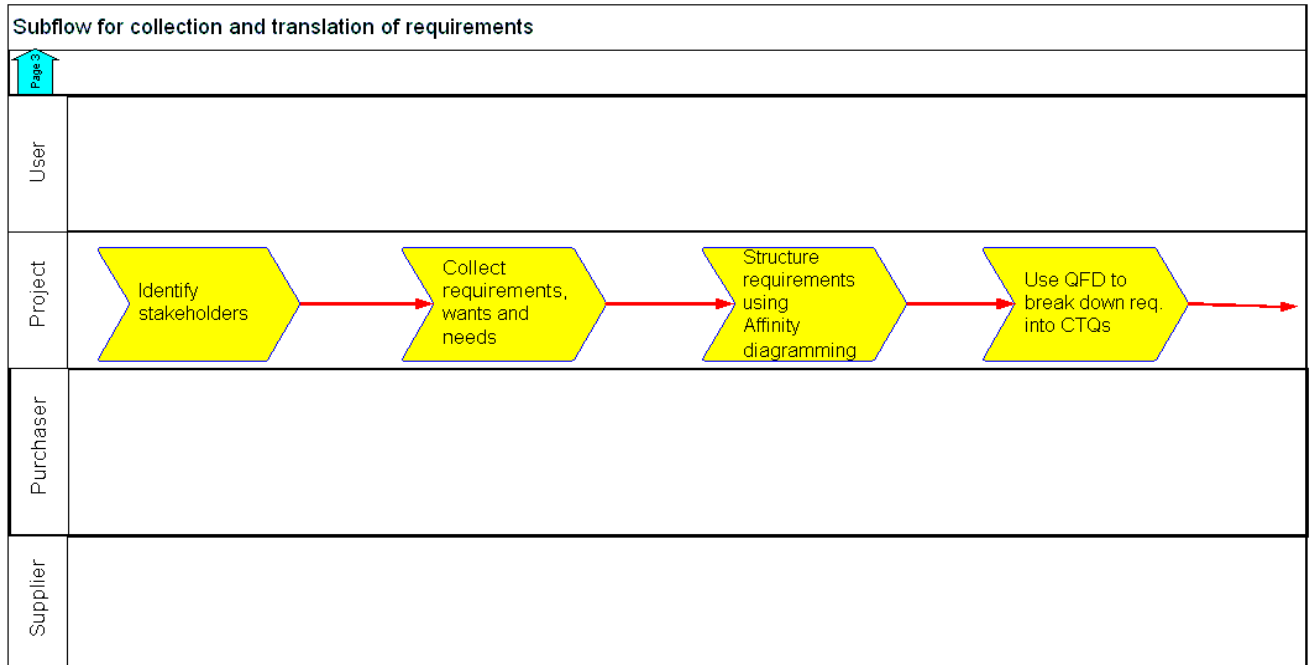 Subflow for collection and translation of requirements
Page 3
User
Project
Identify
stakeholders
Collect
requirements,
wants and
needs
Structure
requirements
using
Affinity
diagramming
Use QFD to
break down req.
into CTQs
Purchaser
Supplier